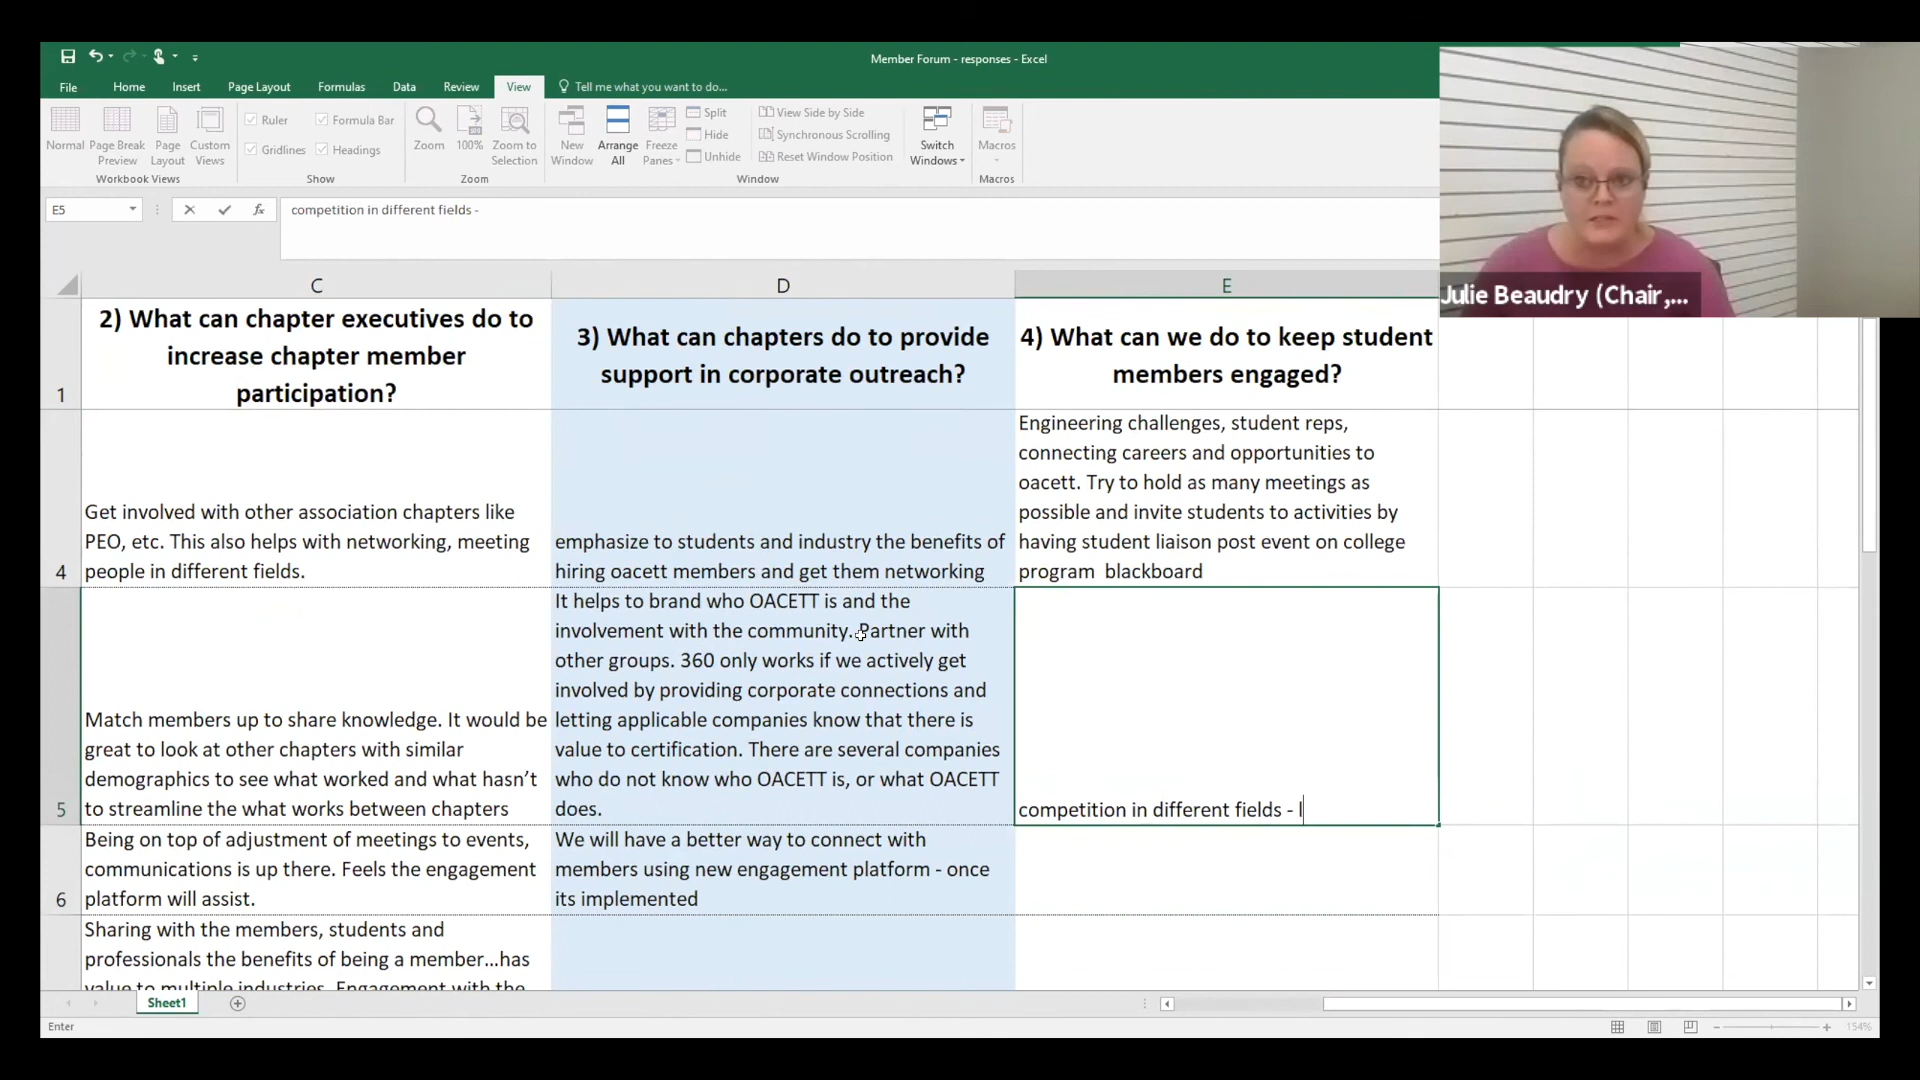 Member Forum - responses - Excel
File Home Insert Page Layout Formulas Data Review View Tell me what you want to do...
Normal Page Break Preview Page Layout Custom Views
Workbook Views
Ruler Formula Bar
Gridlines Headings
Show
Zoom 100% Zoom to Selection
Zoom
New Window Arrange All Freeze Panes
Split
Hide
Unhide
View Side by Side
Synchronous Scrolling
Reset Window Position
Window
Switch Windows
Macros
Macros
E5
fx
competition in different fields -
Julie Beaudry (Chair,...
C D E
1
2) What can chapter executives do to
increase chapter member
participation?
3) What can chapters do to provide
support in corporate outreach?
4) What can we do to keep student
members engaged?
4
Get involved with other association chapters like
PEO, etc. This also helps with networking, meeting
people in different fields.
emphasize to students and industry the benefits of
hiring oacett members and get them networking
Engineering challenges, student reps,
connecting careers and opportunities to
oacett. Try to hold as many meetings as
possible and invite students to activities by
having student liaison post event on college
program blackboard
5
Match members up to share knowledge. It would be
great to look at other chapters with similar
demographics to see what worked and what hasn't
to streamline the what works between chapters
It helps to brand who OACETT is and the
involvement with the community. Partner with
other groups. 360 only works if we actively get
involved by providing corporate connections and
letting applicable companies know that there is
value to certification. There are several companies
who do not know who OACETT is, or what OACETT
does.
competition in different fields - l
6
Being on top of adjustment of meetings to events,
communications is up there. Feels the engagement
platform will assist.
We will have a better way to connect with
members using new engagement platform - once
its implemented
Sharing with the members, students and
professionals the benefits of being a member...has
value to multiple industries. Engagement with the
Sheet1
Enter
154%